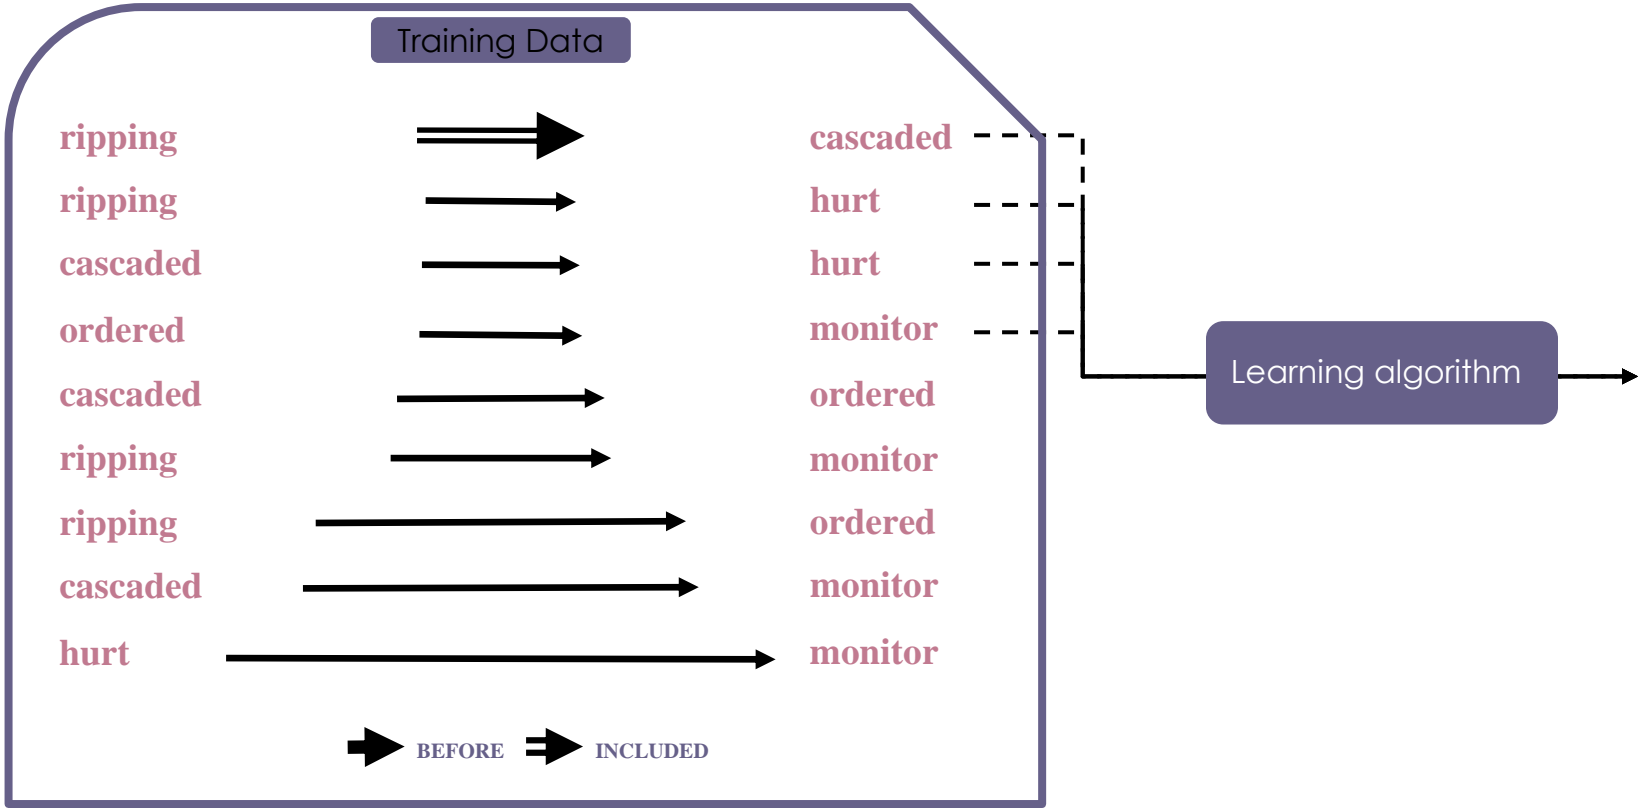 Training Data
ripping cascaded
ripping hurt
cascaded hurt
ordered monitor
cascaded ordered
ripping monitor
ripping ordered
cascaded monitor
hurt monitor
BEFORE INCLUDED
Learning algorithm